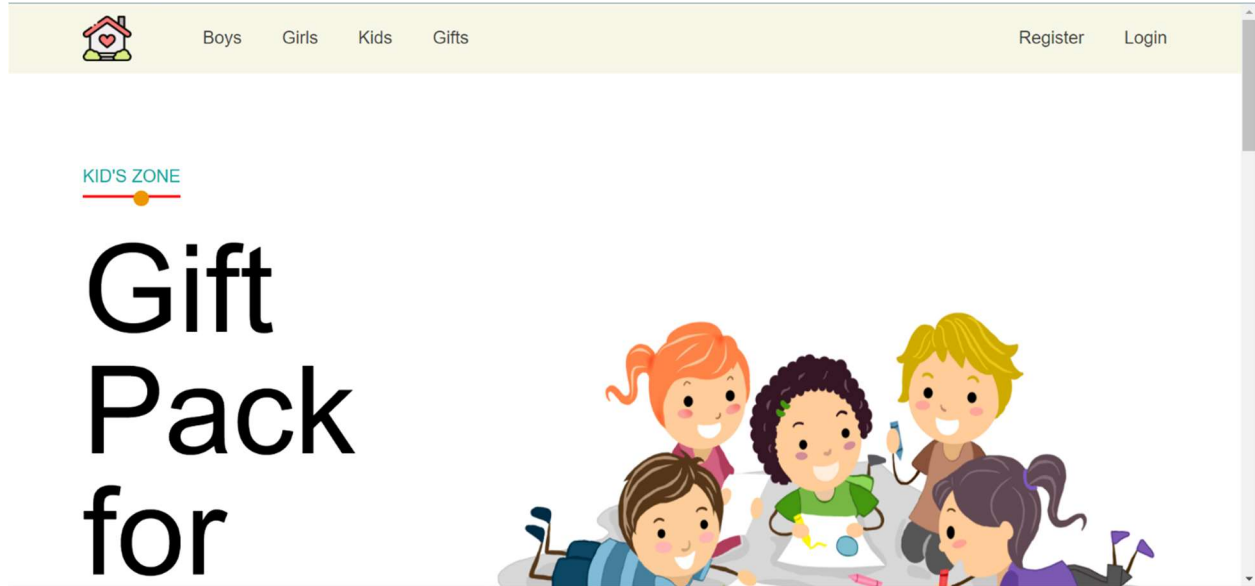 Boys Girls Kids Gifts Register Login
KID'S ZONE
Gift
Pack
for